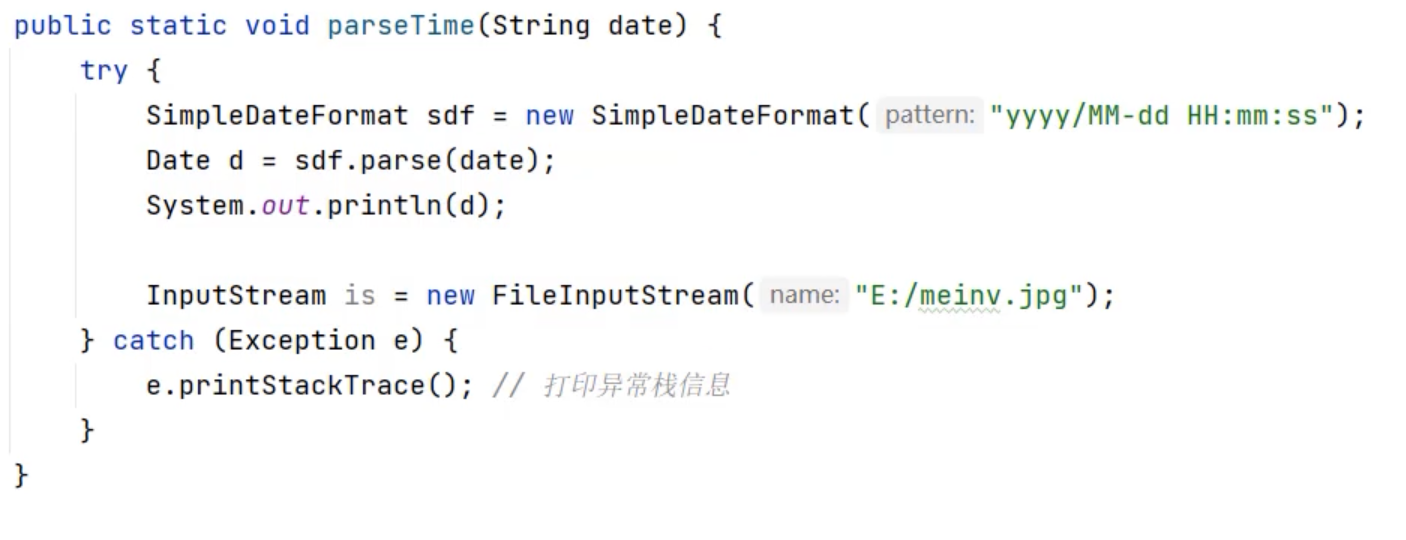 public static void parseTime(String date) {
try {
SimpleDateFormat sdf = new SimpleDateFormat( pattern: "yyyy/MM-dd HH:mm:ss");
Date d = sdf.parse(date);
System.out.println(d);
InputStream is = new FileInputStream( name: "E:/meinv.jpg");
} catch (Exception e) {
e.printStackTrace(); // 打印异常栈信息
}
}